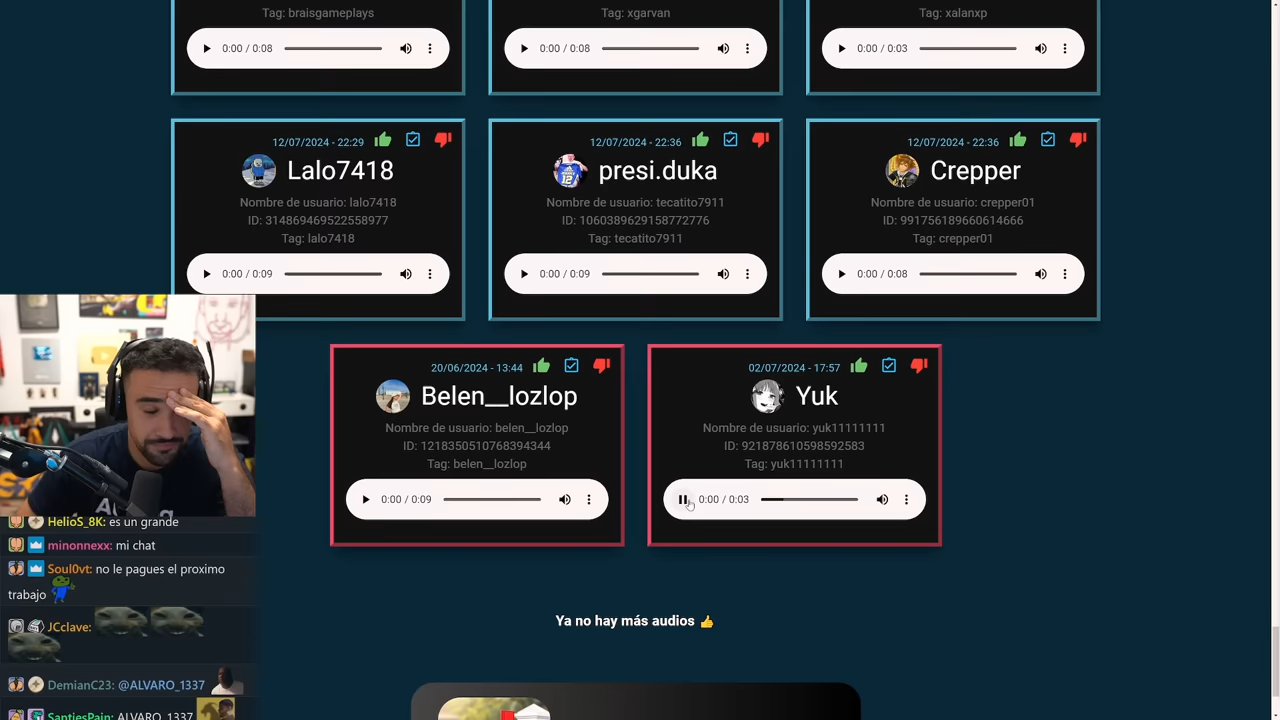 Tag: braisgameplays
Tag: xgarvan
Tag: xalanxp
0:00 / 0:08
0:00 / 0:08
0:00 / 0:03
12/07/2024 - 22:29
Lalo7418
Nombre de usuario: lalo7418
ID: 314869469522558977
Tag: lalo7418
0:00 / 0:09
12/07/2024 - 22:36
presi.duka
Nombre de usuario: tecatito7911
ID: 1060389629158772776
Tag: tecatito7911
0:00 / 0:09
12/07/2024 - 22:36
Crepper
Nombre de usuario: crepper01
ID: 991756189660614666
Tag: crepper01
0:00 / 0:08
20/06/2024 - 13:44
Belen__lozlop
Nombre de usuario: belen__lozlop
ID: 1218350510768394344
Tag: belen__lozlop
0:00 / 0:09
02/07/2024 - 17:57
Yuk
Nombre de usuario: yuk11111111
ID: 921878610598592583
Tag: yuk11111111
0:00 / 0:03
HelioS_8K: es un grande
minonnexx: mi chat
Soul0vt: no le pagues el proximo
trabajo
JCclave:
DemianC23: @ALVARO_1337
SantiesPain: ALVARO_1337
Ya no hay más audios